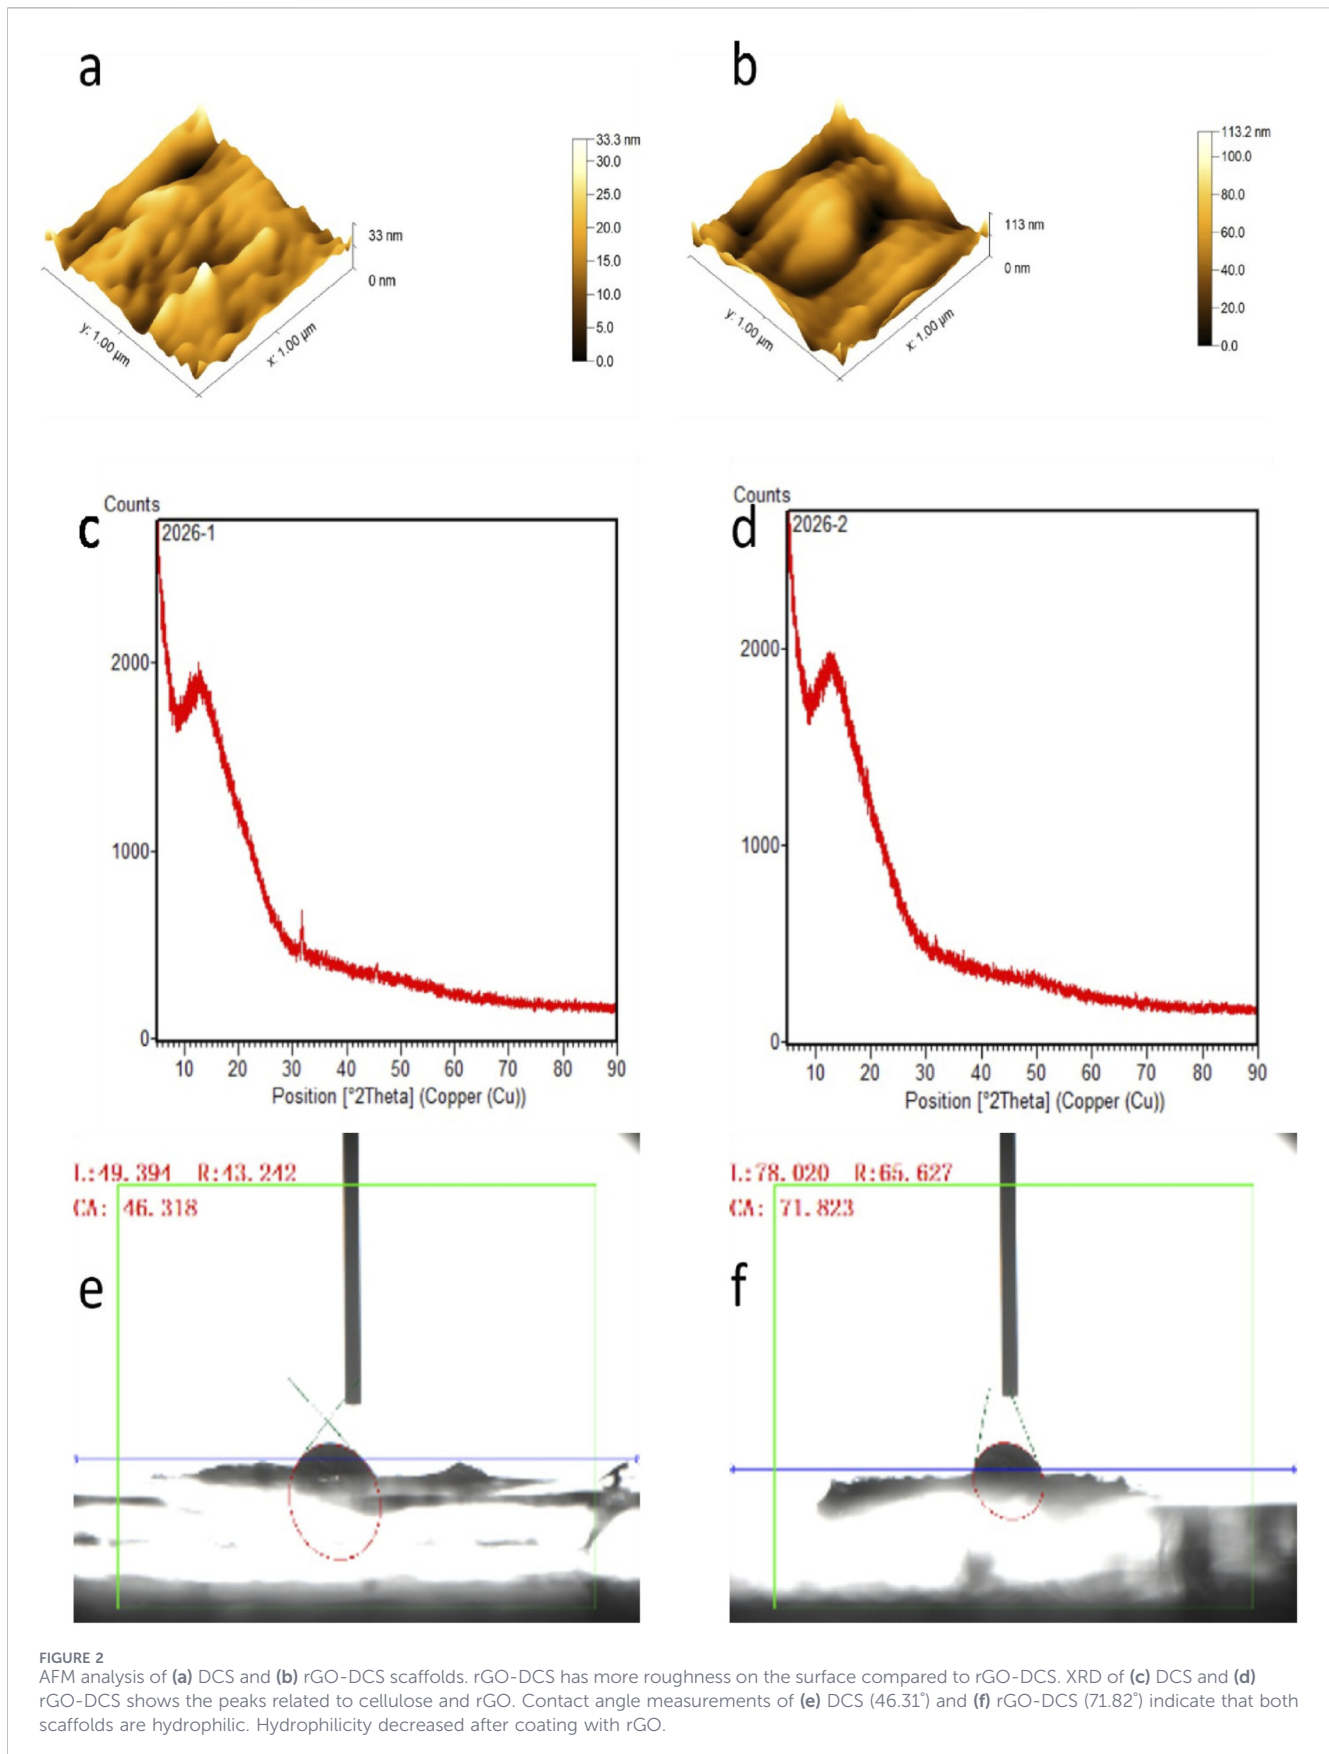 a
b
33.3 nm
30.0
25.0
20.0
15.0
10.0
5.0
0.0
33 nm
0 nm
y: 1.00 µm
x: 1.00 µm
113.2 nm
100.0
80.0
60.0
40.0
20.0
0.0
113 nm
0 nm
y: 1.00 µm
x: 1.00 µm
Counts
c
2026-1
2000
1000
0
10 20 30 40 50 60 70 80 90
Position [°2Theta] (Copper (Cu))
Counts
d
2026-2
2000
1000
0
10 20 30 40 50 60 70 80 90
Position [°2Theta] (Copper (Cu))
L:49.394 R:43.242
CA: 46.318
e
L:78.020 R:65.627
CA: 71.823
f
FIGURE 2
AFM analysis of (a) DCS and (b) rGO-DCS scaffolds. rGO-DCS has more roughness on the surface compared to rGO-DCS. XRD of (c) DCS and (d)
rGO-DCS shows the peaks related to cellulose and rGO. Contact angle measurements of (e) DCS (46.31°) and (f) rGO-DCS (71.82°) indicate that both
scaffolds are hydrophilic. Hydrophilicity decreased after coating with rGO.